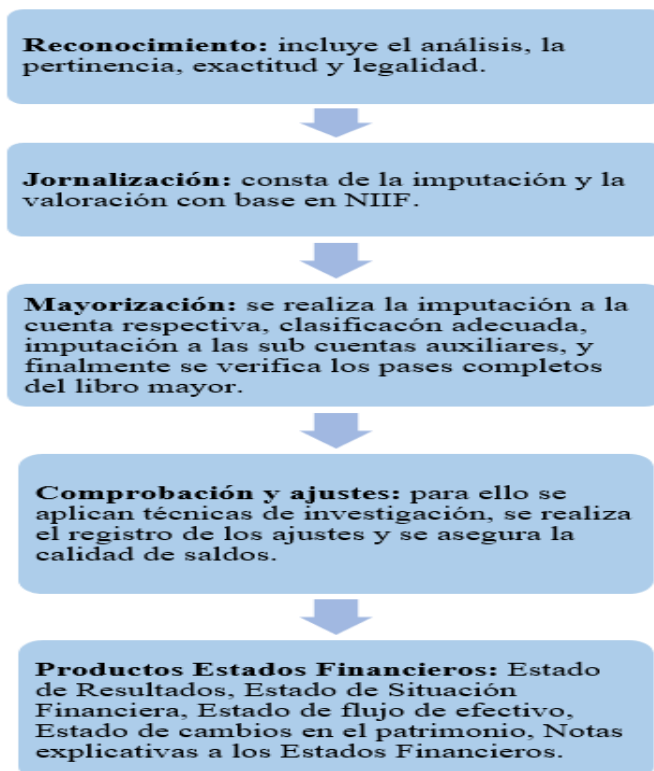 Reconocimiento: incluye el análisis, la
pertinencia, exactitud y legalidad.
Jornalización: consta de la imputación y la
valoración con base en NIIF.
Mayorización: se realiza la imputación a la
cuenta respectiva, clasificacón adecuada,
imputación a las sub cuentas auxiliares, y
finalmente se verifica los pases completos
del libro mayor.
Comprobación y ajustes: para ello se
aplican técnicas de investigación, se realiza
el registro de los ajustes y se asegura la
calidad de saldos.
Productos Estados Financieros: Estado
de Resultados, Estado de Situación
Financiera, Estado de flujo de efectivo,
Estado de cambios en el patrimonio, Notas
explicativas a los Estados Financieros.